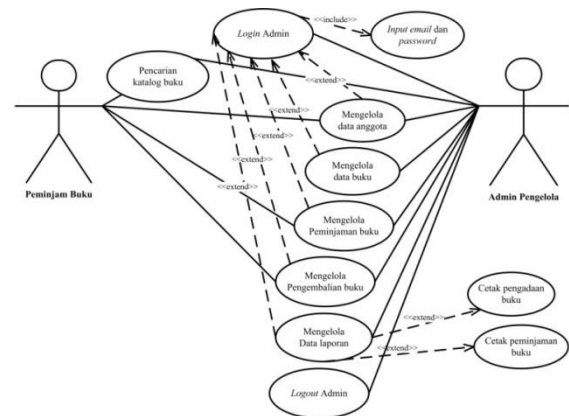 <<include>>
Login Admin
Input email dan
password
Pencarian
katalog buku
<<extend>>
<<extend>>
Mengelola
data anggota
<<extend>>
<<extend>>
Mengelola
data buku
<<extend>>
Peminjam Buku
Admin Pengelola
Mengelola
Peminjaman buku
Mengelola
Pengembalian buku
Cetak pengadaan
buku
<<extend>>
Mengelola
Data laporan
<<extend>>
Cetak peminjaman
buku
Logout Admin